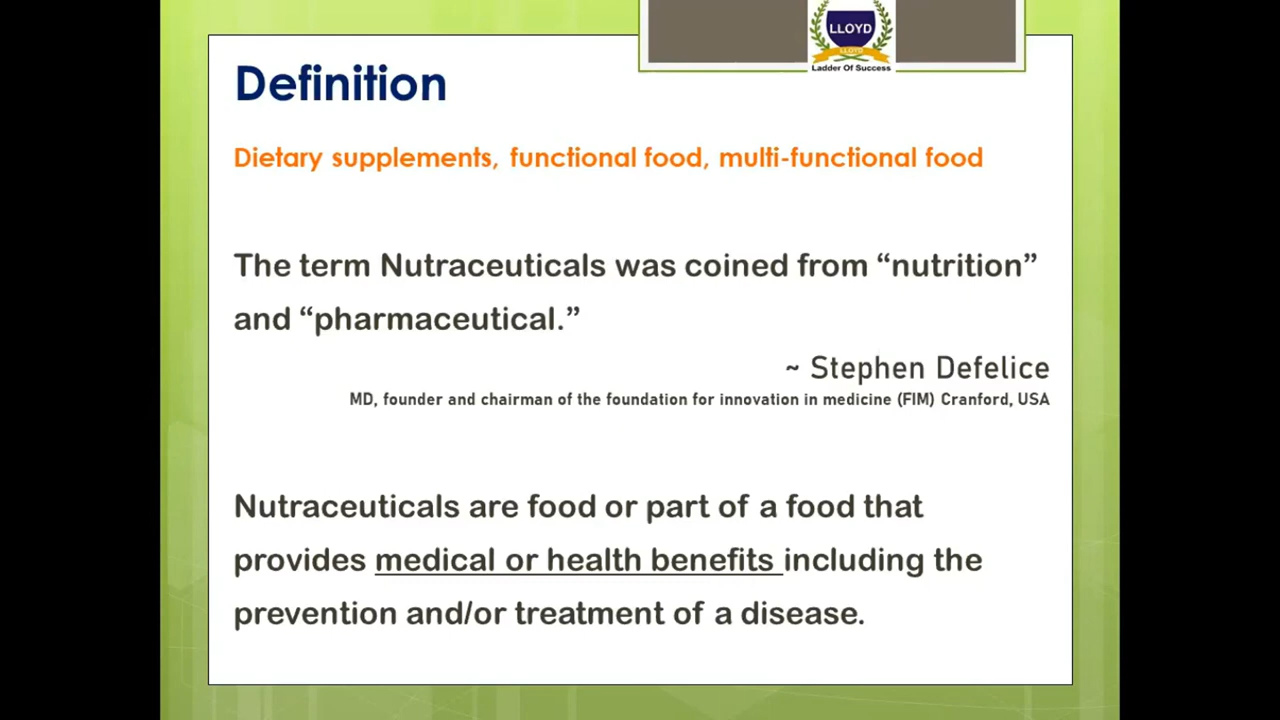 LLOYD
LLOYD
Ladder Of Success
Definition
Dietary supplements, functional food, multi-functional food
The term Nutraceuticals was coined from “nutrition”
and “pharmaceutical.”
~ Stephen Defelice
MD, founder and chairman of the foundation for innovation in medicine (FIM) Cranford, USA
Nutraceuticals are food or part of a food that
provides medical or health benefits including the
prevention and/or treatment of a disease.